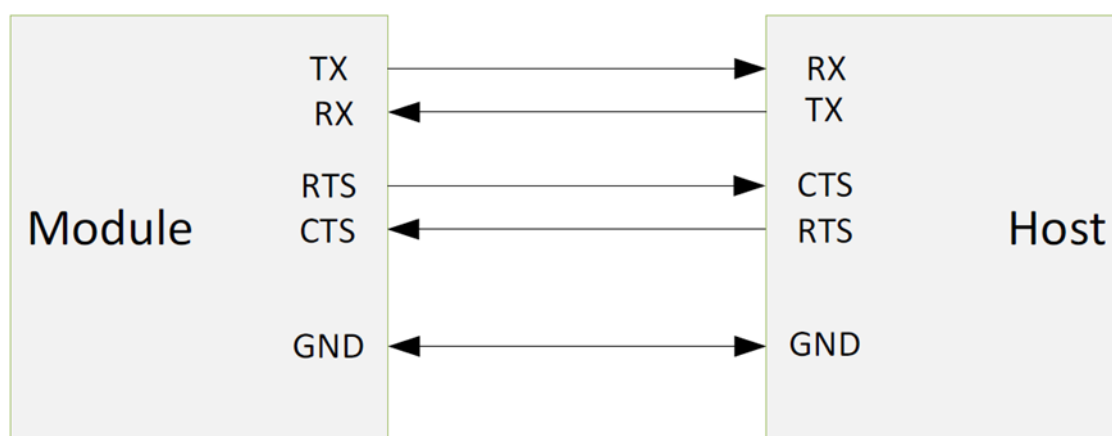 TX
RX
RX
TX
RTS
CTS
Module
CTS
RTS
Host
GND
GND